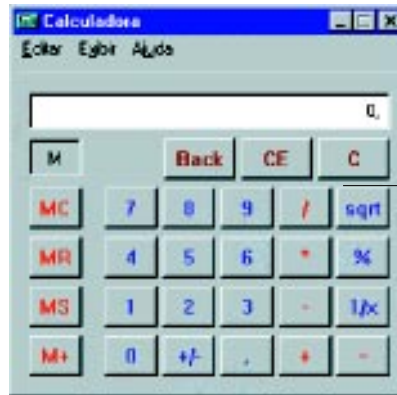 Calculadora
Editar Exibir Ajuda
0,
M Back CE C
MC 7 8 9 / sqrt
MR 4 5 6 * %
MS 1 2 3 - 1/x
M+ 0 +/- , +